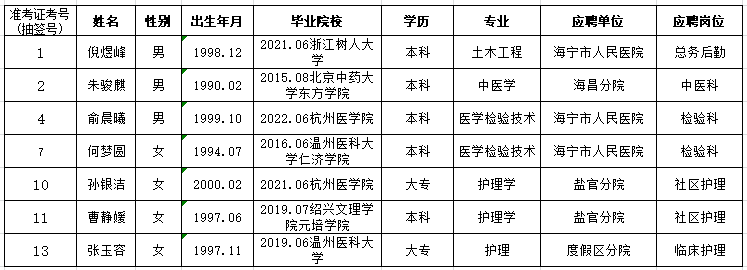 准考证考号(抽签号) 姓名 性别 出生年月 毕业院校 学历 专业 应聘单位 应聘岗位
1 倪煜峰 男 1998.12 2021.06浙江树人大学 本科 土木工程 海宁市人民医院 总务后勤
2 朱骏麒 男 1990.02 2015.08北京中药大学东方学院 本科 中医学 海昌分院 中医科
4 俞晨曦 男 1999.10 2022.06杭州医学院 本科 医学检验技术 海宁市人民医院 检验科
7 何梦圆 女 1994.07 2016.06温州医科大学仁济学院 本科 医学检验技术 海宁市人民医院 检验科
10 孙银洁 女 2000.02 2021.06杭州医学院 大专 护理学 盐官分院 社区护理
11 曹静媛 女 1997.06 2019.07绍兴文理学院元培学院 本科 护理学 盐官分院 社区护理
13 张玉容 女 1997.11 2019.06温州医科大学 大专 护理 度假区分院 临床护理